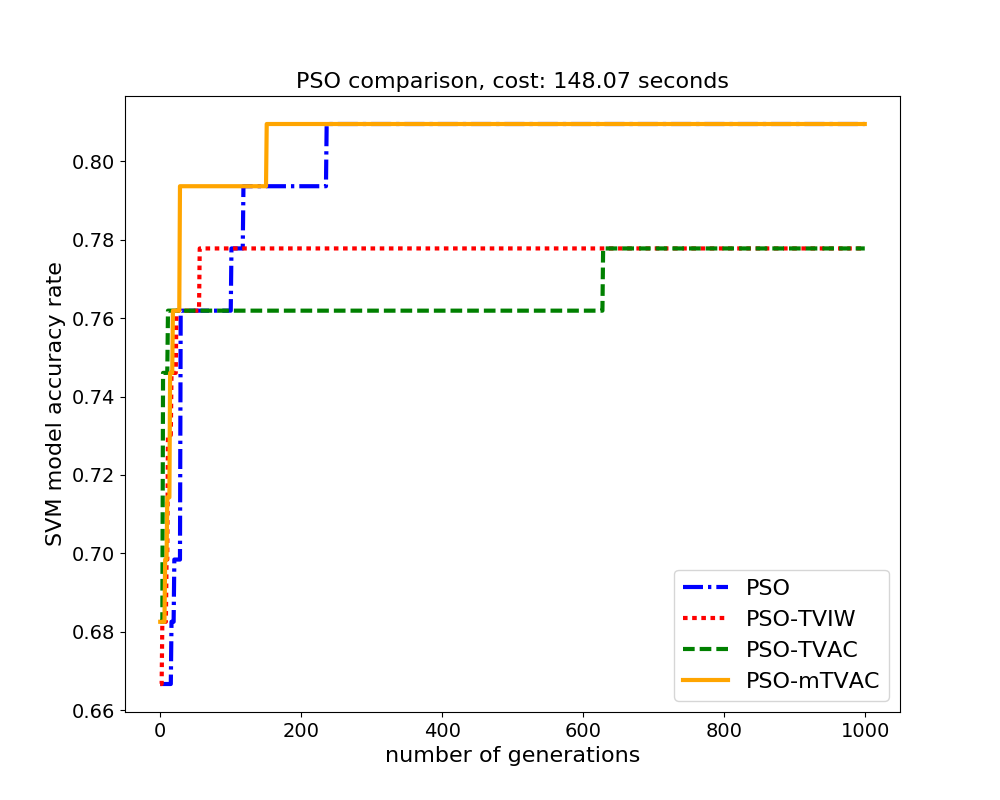 PSO comparison, cost: 148.07 seconds
SVM model accuracy rate
0.80
0.78
0.76
0.74
0.72
0.70
0.68
0.66
0 200 400 600 800 1000
number of generations
PSO
PSO-TVIW
PSO-TVAC
PSO-mTVAC